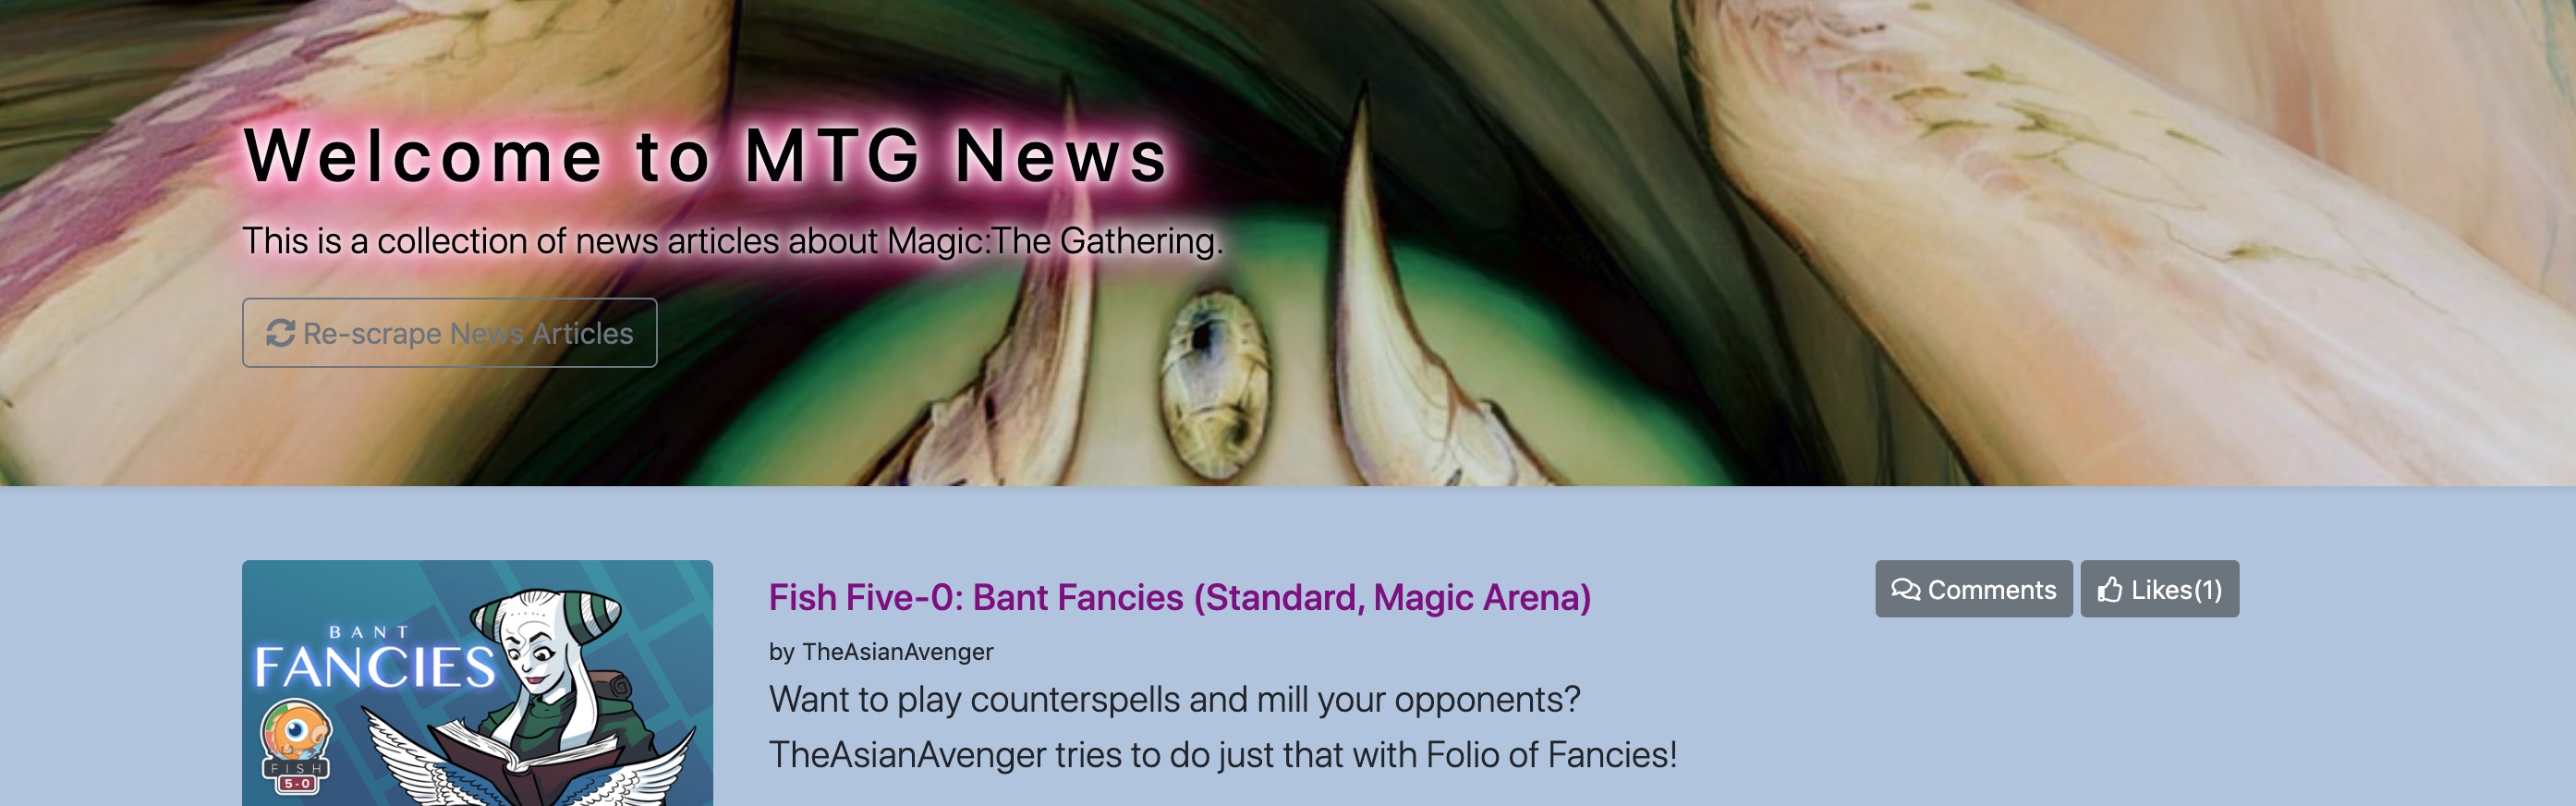 Welcome to MTG News
This is a collection of news articles about Magic:The Gathering.
Re-scrape News Articles
BANT
FANCIES
FISH
5-0
Fish Five-0: Bant Fancies (Standard, Magic Arena)
by TheAsianAvenger
Want to play counterspells and mill your opponents?
TheAsianAvenger tries to do just that with Folio of Fancies!
Comments
Likes(1)